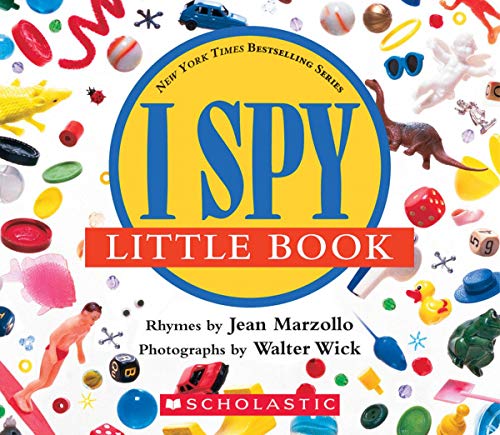 New York Times Bestselling Series
I SPY
LITTLE BOOK
Rhymes by Jean Marzollo
Photographs by Walter Wick
SCHOLASTIC